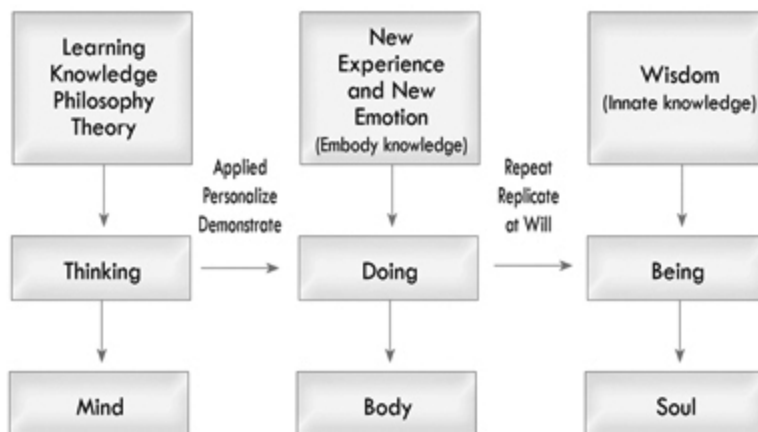 Learning
Knowledge
Philosophy
Theory
New
Experience
and New
Emotion
(Embody knowledge)
Wisdom
(Innate knowledge)
Applied
Personalize
Demonstrate
Repeat
Replicate
at Will
Thinking
Doing
Being
Mind
Body
Soul